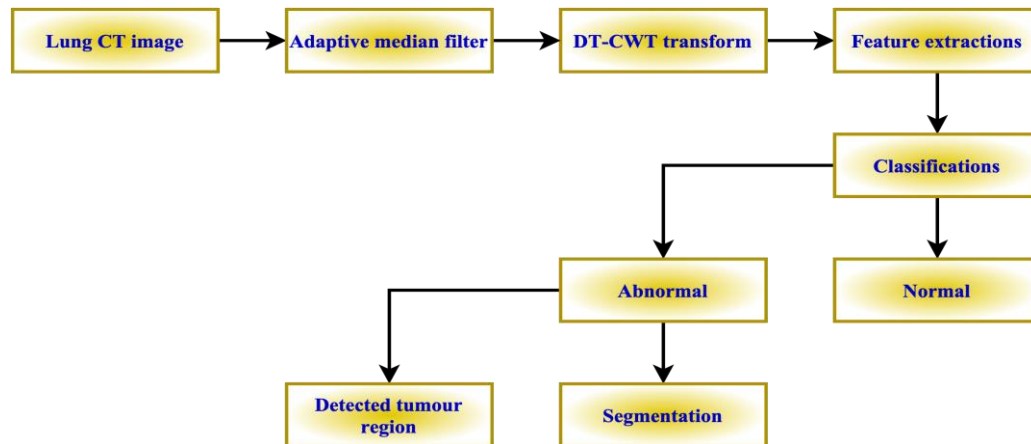 Lung CT image
Adaptive median filter
DT-CWT transform
Feature extractions
Classifications
Abnormal
Normal
Detected tumour
region
Segmentation